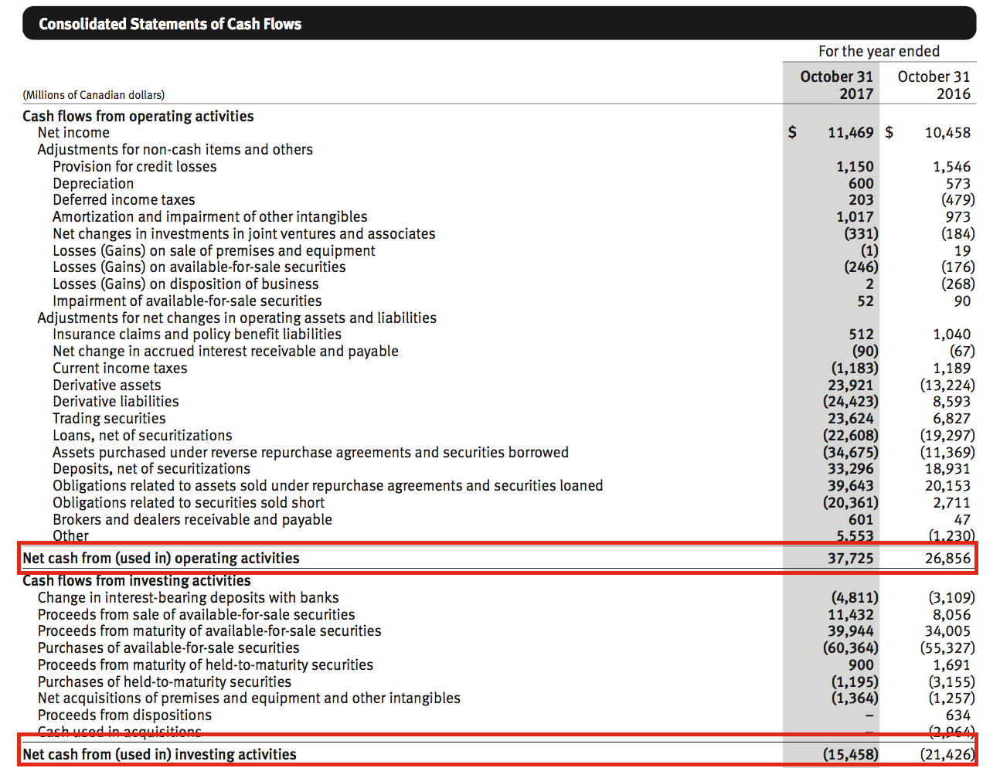 Consolidated Statements of Cash Flows
For the year ended
October 31 October 31
(Millions of Canadian dollars) 2017 2016
Cash flows from operating activities
Net income $ 11,469 $ 10,458
Adjustments for non-cash items and others
Provision for credit losses 1,150 1,546
Depreciation 600 573
Deferred income taxes 203 (479)
Amortization and impairment of other intangibles 1,017 973
Net changes in investments in joint ventures and associates (331) (184)
Losses (Gains) on sale of premises and equipment (1) 19
Losses (Gains) on available-for-sale securities (246) (176)
Losses (Gains) on disposition of business 2 (268)
Impairment of available-for-sale securities 52 90
Adjustments for net changes in operating assets and liabilities
Insurance claims and policy benefit liabilities 512 1,040
Net change in accrued interest receivable and payable (90) (67)
Current income taxes (1,183) 1,189
Derivative assets 23,921 (13,224)
Derivative liabilities (24,423) 8,593
Trading securities 23,624 6,827
Loans, net of securitizations (22,608) (19,297)
Assets purchased under reverse repurchase agreements and securities borrowed (34,675) (11,369)
Deposits, net of securitizations 33,296 18,931
Obligations related to assets sold under repurchase agreements and securities loaned 39,643 20,153
Obligations related to securities sold short (20,361) 2,711
Brokers and dealers receivable and payable 601 47
Other 5,553 (1,230)
Net cash from (used in) operating activities 37,725 26,856
Cash flows from investing activities
Change in interest-bearing deposits with banks (4,811) (3,109)
Proceeds from sale of available-for-sale securities 11,432 8,056
Proceeds from maturity of available-for-sale securities 39,944 34,005
Purchases of available-for-sale securities (60,364) (55,327)
Proceeds from maturity of held-to-maturity securities 900 1,691
Purchases of held-to-maturity securities (1,195) (3,155)
Net acquisitions of premises and equipment and other intangibles (1,364) (1,257)
Proceeds from dispositions – 634
Cash used in acquisitions – (2,964)
Net cash from (used in) investing activities (15,458) (21,426)